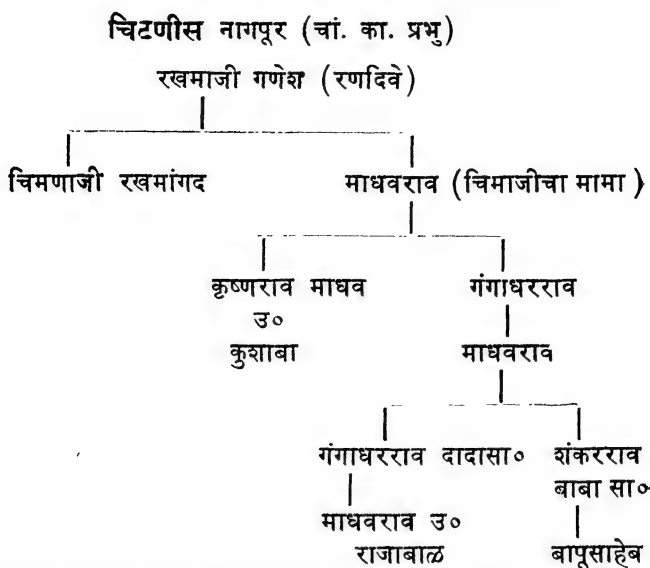 चिटणीस नागपूर (चां. का. प्रभु)
रखमाजी गणेश (रणदिवे)
चिमणाजी रखमांगद माधवराव (चिमाजीचा मामा)
कृष्णराव माधव गंगाधरराव
उ०
कुशाबा माधवराव
गंगाधरराव दादासा० शंकरराव
बाबा सा०
माधवराव उ०
राजाबाळ बापूसाहेब